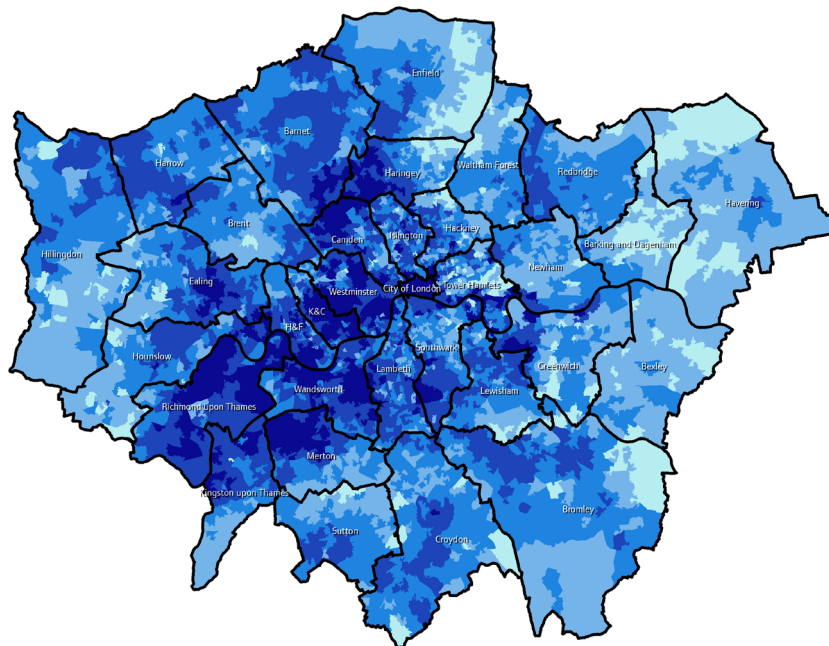 Enfield
Barnet
Harrow
Haringey
Waltham Forest
Redbridge
Havering
Brent
Camden
Islington
Hackney
Barking and Dagenham
Hillingdon
Ealing
Newham
Westminster
City of London
Tower Hamlets
K&C
H&F
Hounslow
Southwark
Greenwich
Bexley
Lambeth
Wandsworth
Lewisham
Richmond upon Thames
Merton
Kingston upon Thames
Bromley
Sutton
Croydon